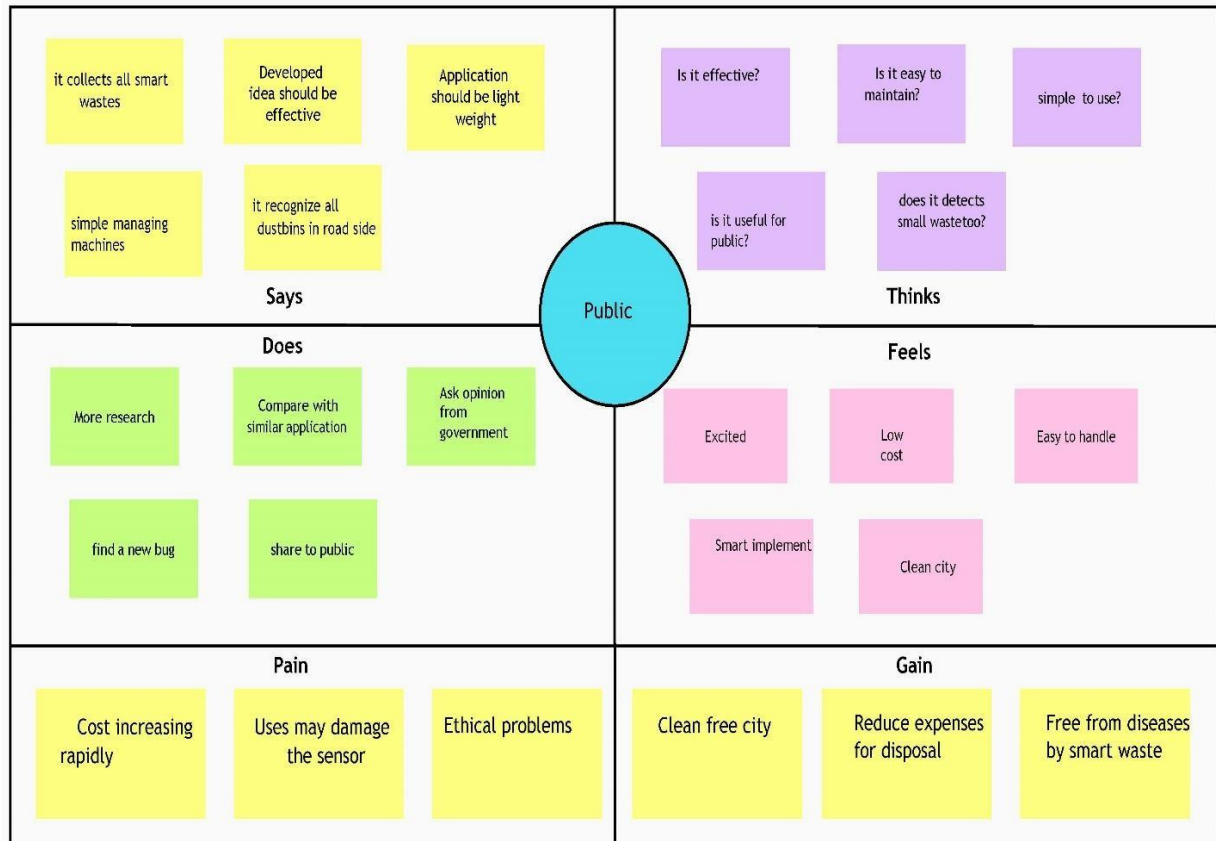 it collects all smart
wastes
Developed
idea should be
effective
Application
should be light
weight
simple managing
machines
it recognize all
dustbins in road side
Says
Is it effective?
Is it easy to
maintain?
simple to use?
is it useful for
public?
does it detects
small wastetoo?
Thinks
Public
Does
More research
Compare with
similar application
Ask opinion
from
government
find a new bug
share to public
Feels
Excited
Low
cost
Easy to handle
Smart implement
Clean city
Pain
Cost increasing
rapidly
Uses may damage
the sensor
Ethical problems
Gain
Clean free city
Reduce expenses
for disposal
Free from diseases
by smart waste